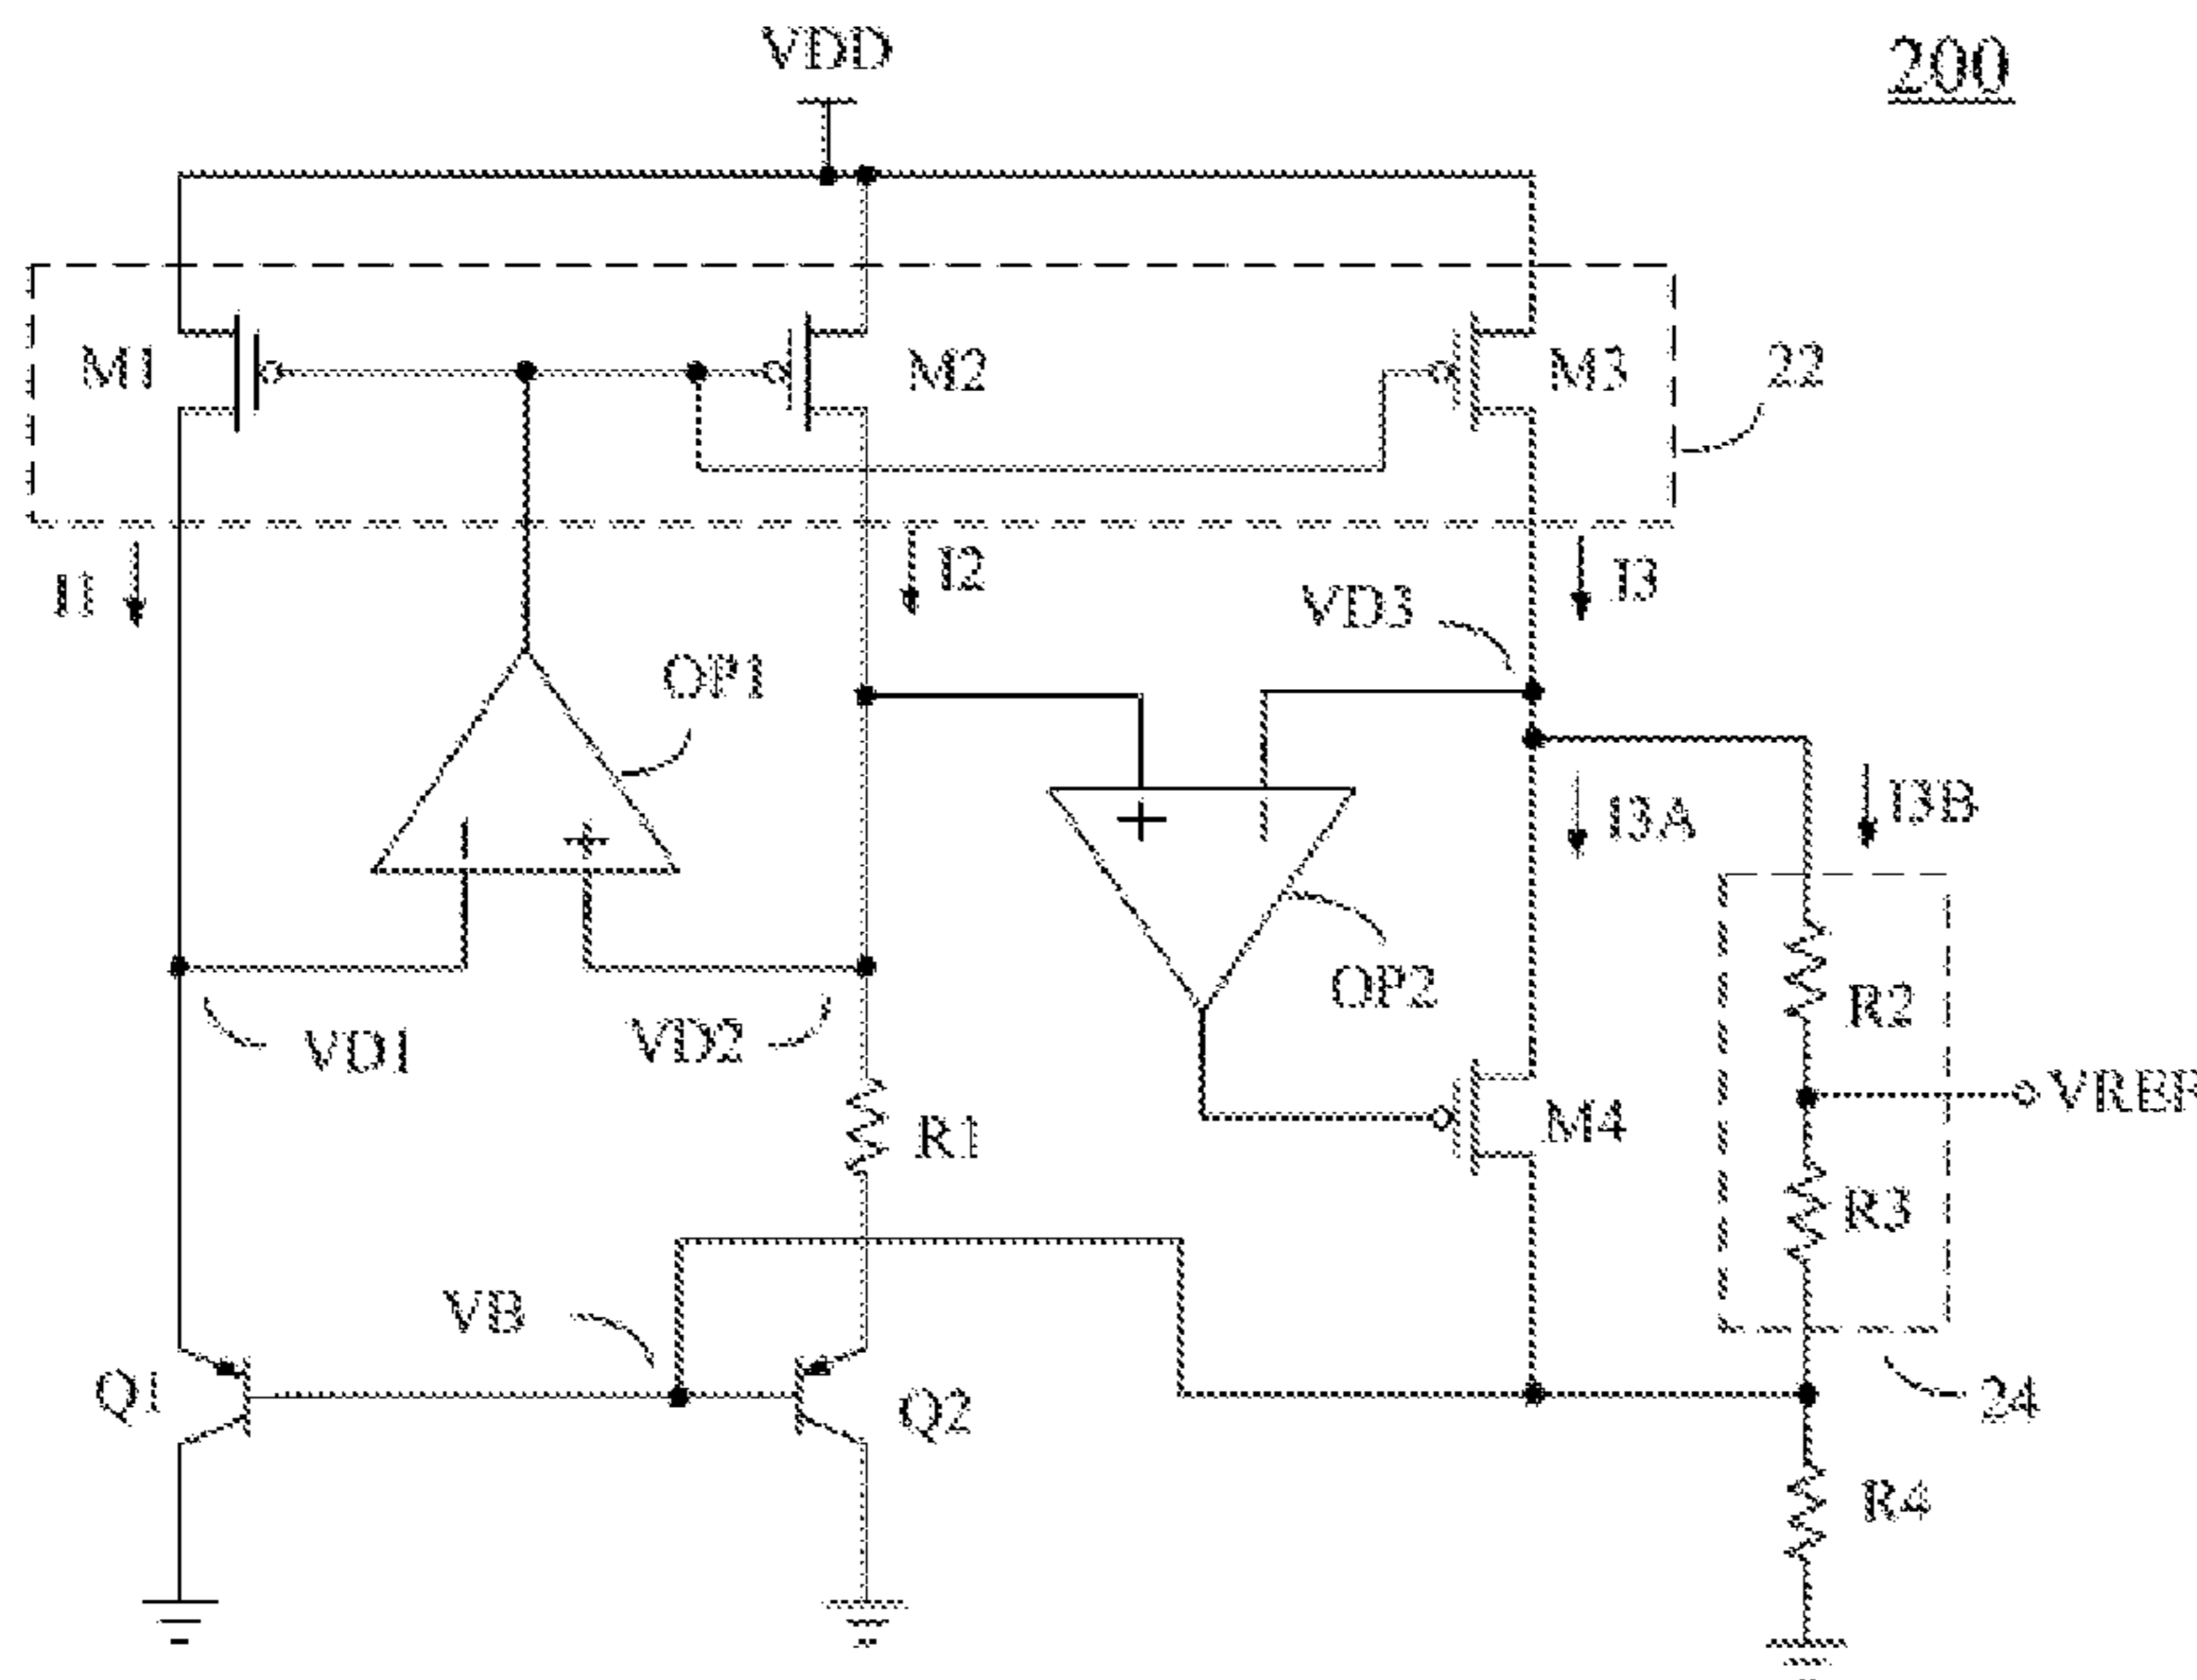 VDD
200
M1
M2
M3
22
I1
I2
I3
VD3
OP1
I3A
I3B
OP2
R2
VD1
VD2
R1
M4
VREF
R3
VB
Q1
Q2
24
R4